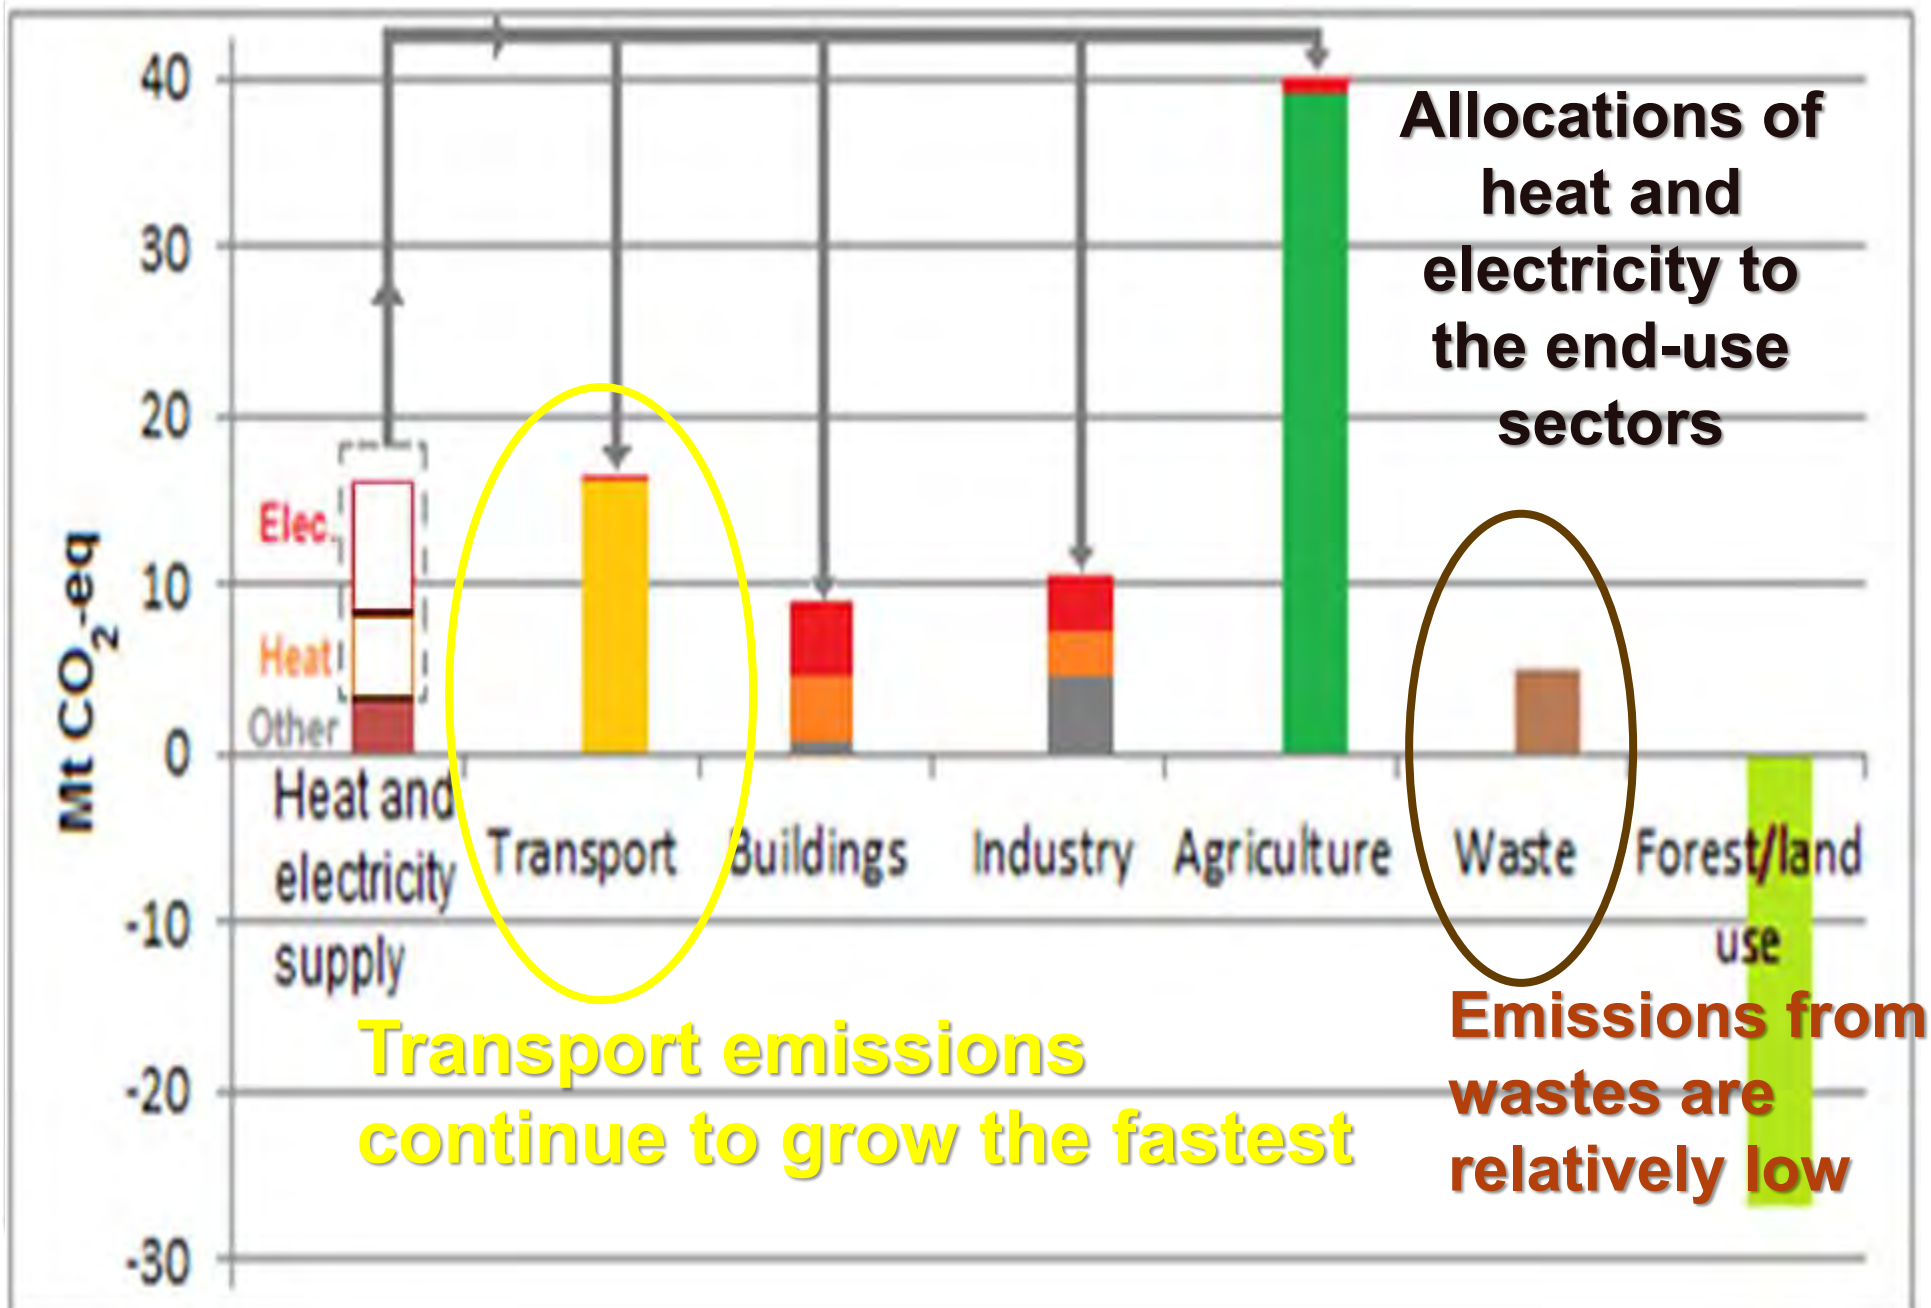 40
30
20
10
0
-10
-20
-30
Mt CO2-eq
Elec.
Heat
Other
Heat and
electricity
supply
Transport
Buildings
Industry
Agriculture
Waste
Forest/land
use
Allocations of
heat and
electricity to
the end-use
sectors
Transport emissions
continue to grow the fastest
Emissions from
wastes are
relatively low